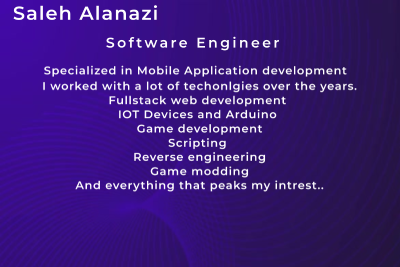 Saleh Alanazi
Software Engineer
Specialized in Mobile Application development
I worked with a lot of techonlgies over the years.
Fullstack web development
IOT Devices and Arduino
Game development
Scripting
Reverse engineering
Game modding
And everything that peaks my intrest..